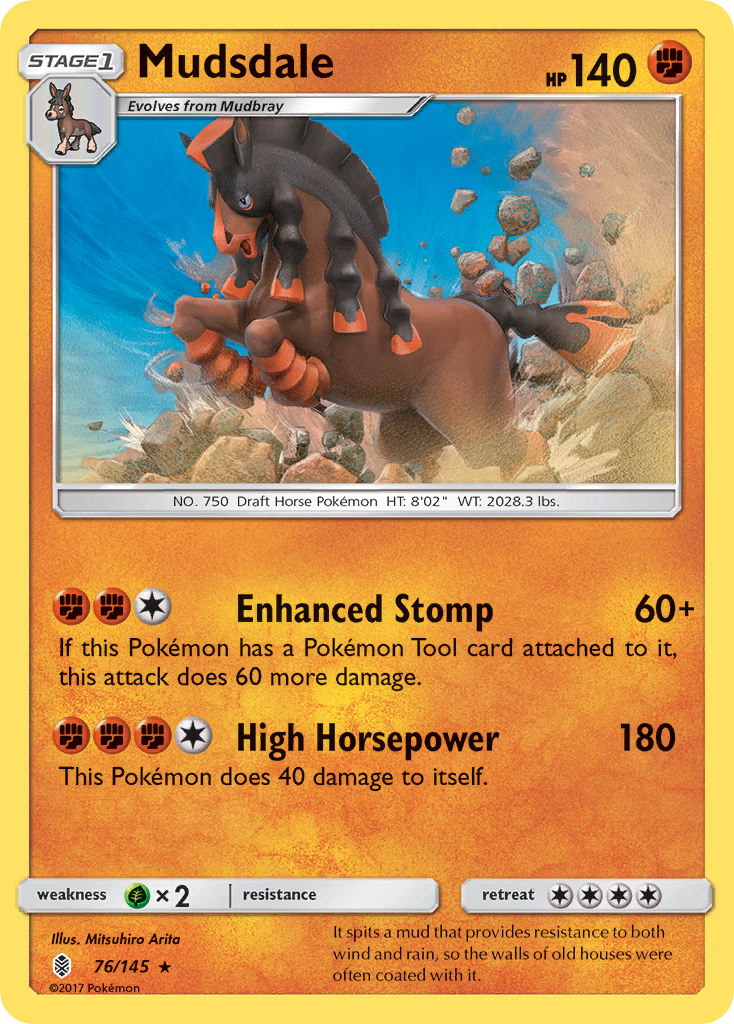 STAGE1
Mudsdale
HP 140
Evolves from Mudbray
NO. 750 Draft Horse Pokémon HT: 8'02" WT: 2028.3 lbs.
Enhanced Stomp 60+
If this Pokémon has a Pokémon Tool card attached to it,
this attack does 60 more damage.
High Horsepower 180
This Pokémon does 40 damage to itself.
weakness ×2 resistance retreat
Illus. Mitsuhiro Arita
76/145 ★
©2017 Pokémon
It spits a mud that provides resistance to both
wind and rain, so the walls of old houses were
often coated with it.